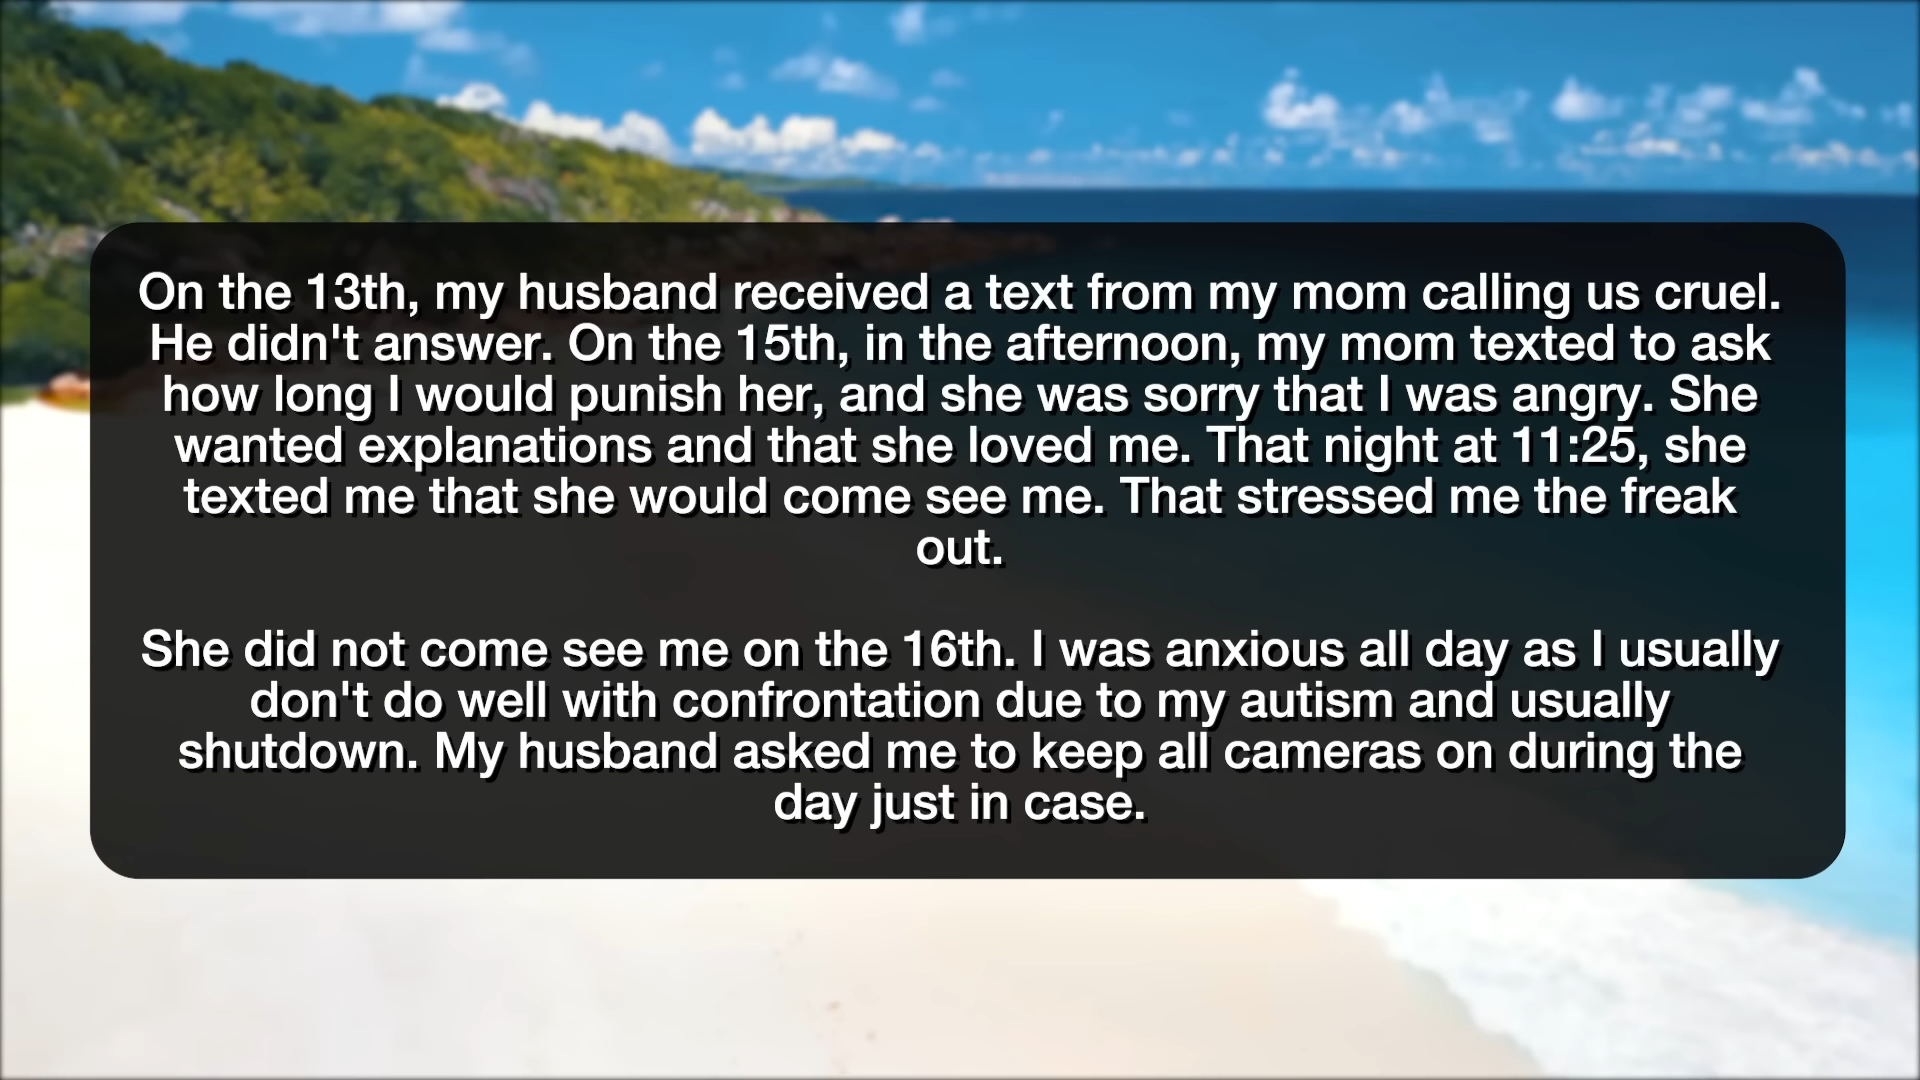 On the 13th, my husband received a text from my mom calling us cruel.
He didn't answer. On the 15th, in the afternoon, my mom texted to ask
how long I would punish her, and she was sorry that I was angry. She
wanted explanations and that she loved me. That night at 11:25, she
texted me that she would come see me. That stressed me the freak
out.
She did not come see me on the 16th. I was anxious all day as I usually
don't do well with confrontation due to my autism and usually
shutdown. My husband asked me to keep all cameras on during the
day just in case.